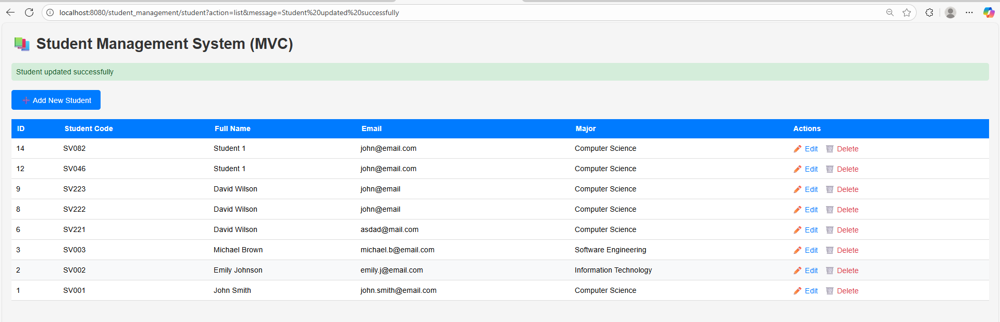 localhost:8080/student_management/student?action=list&message=Student%20updated%20successfully
Student Management System (MVC)
Student updated successfully
Add New Student
ID Student Code Full Name Email Major Actions
14 SV082 Student 1 john@email.com Computer Science Edit Delete
12 SV046 Student 1 john@email.com Computer Science Edit Delete
9 SV223 David Wilson john@email Computer Science Edit Delete
8 SV222 David Wilson john@email Computer Science Edit Delete
6 SV221 David Wilson asdad@mail.com Computer Science Edit Delete
3 SV003 Michael Brown michael.b@email.com Software Engineering Edit Delete
2 SV002 Emily Johnson emily.j@email.com Information Technology Edit Delete
1 SV001 John Smith john.smith@email.com Computer Science Edit Delete